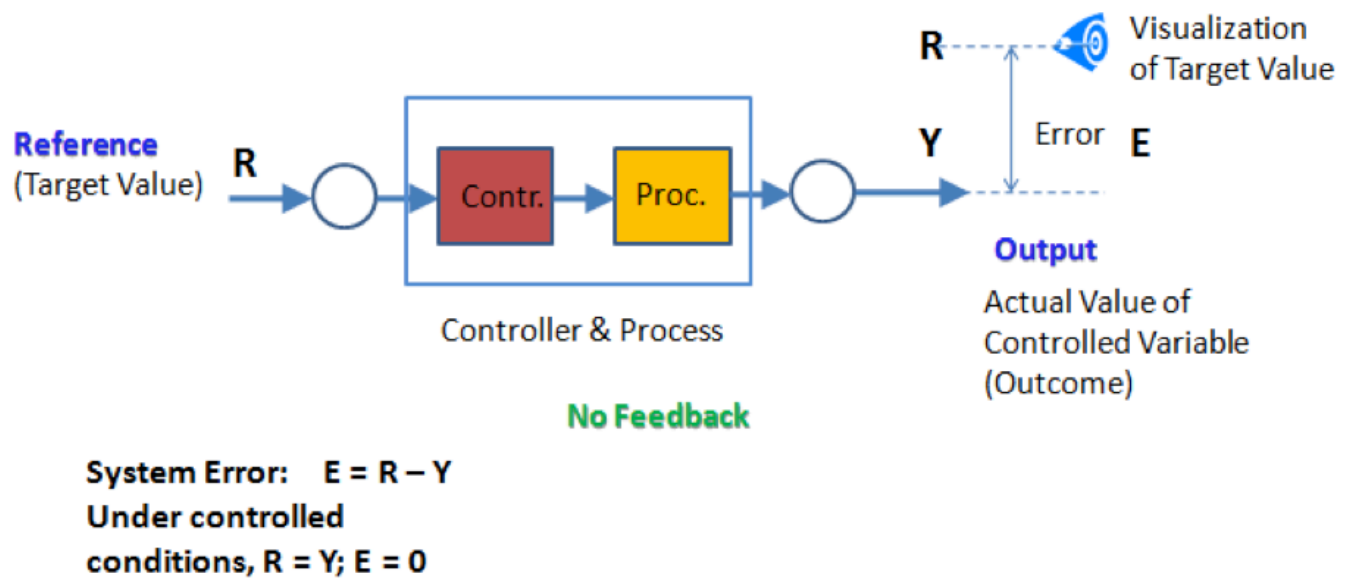 R
Visualization
of Target Value
Reference
(Target Value)
R
Y
Error
E
Contr.
Proc.
Output
Controller & Process
Actual Value of
Controlled Variable
(Outcome)
No Feedback
System Error: E = R – Y
Under controlled
conditions, R = Y; E = 0